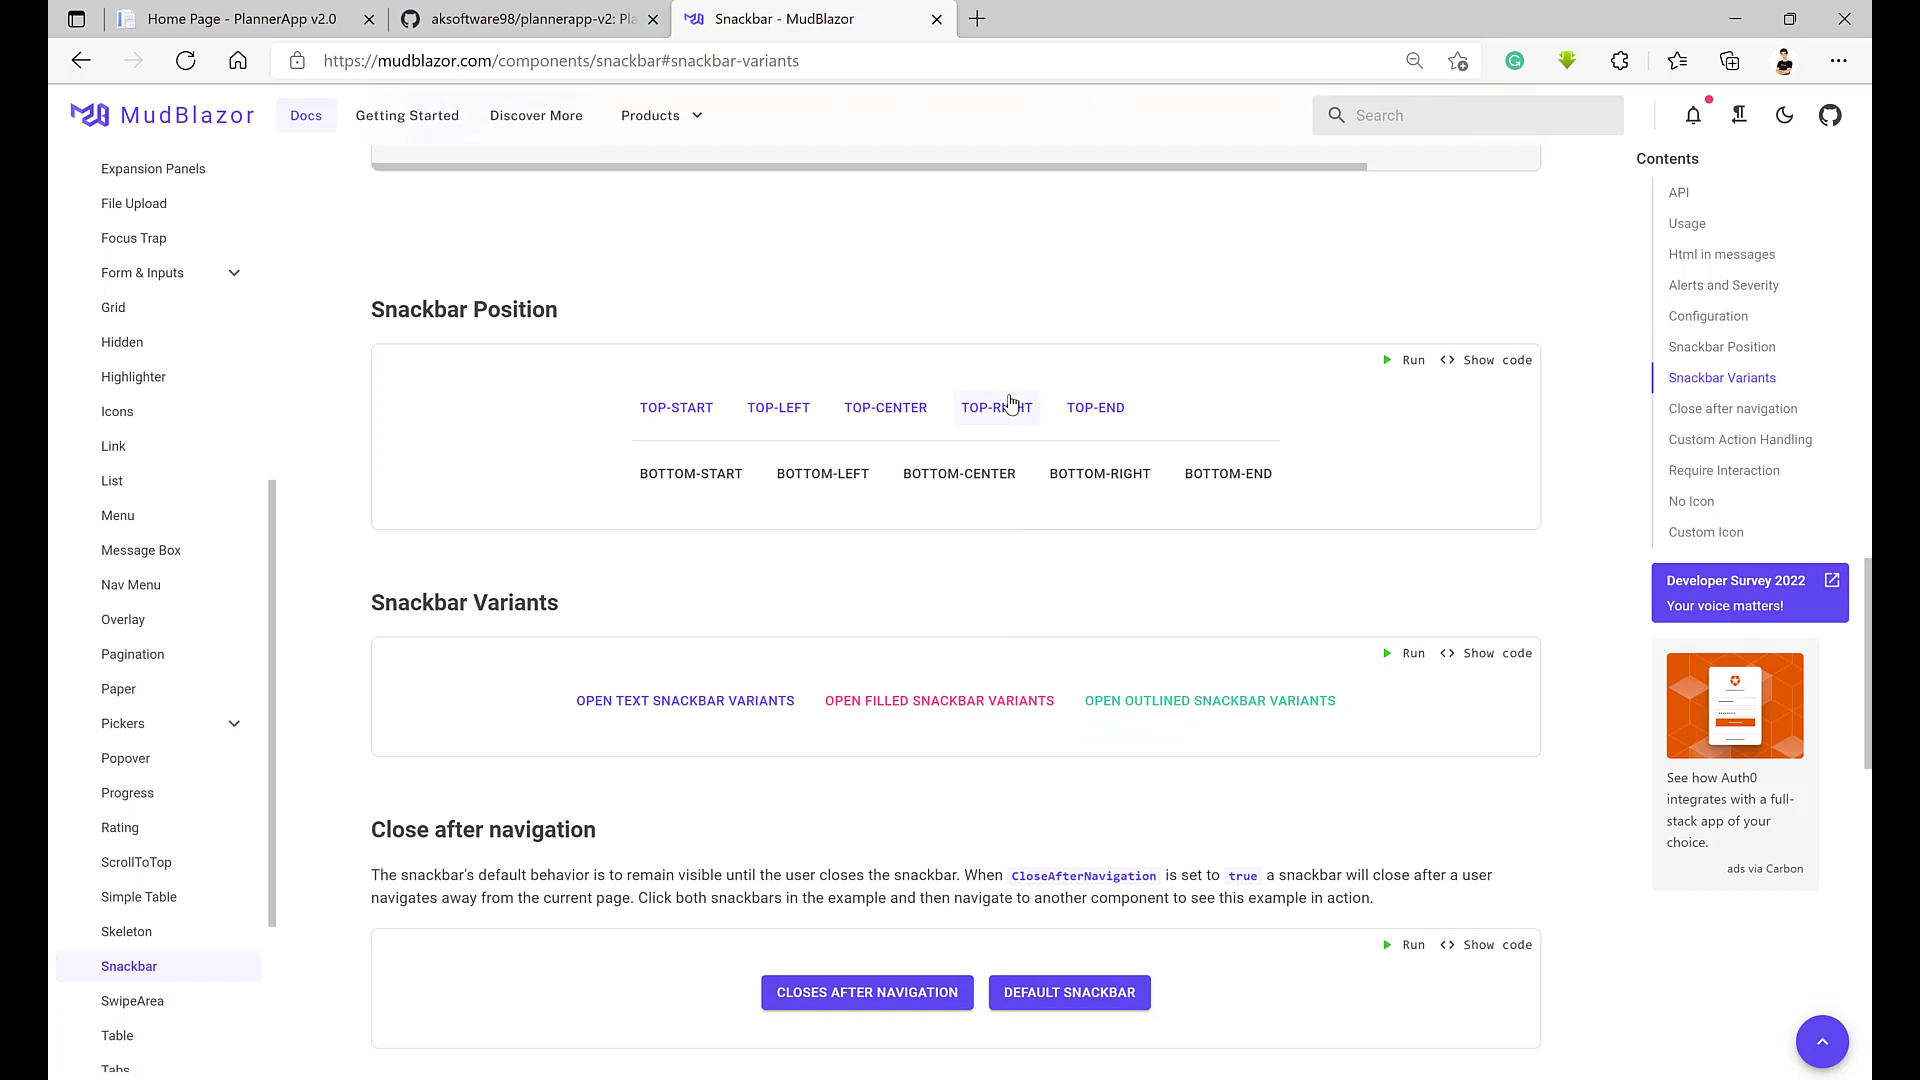 Home Page - PlannerApp v2.0
aksoftware98/plannerapp-v2: Pla
Snackbar - MudBlazor
https://mudblazor.com/components/snackbar#snackbar-variants
MudBlazor
Docs
Getting Started
Discover More
Products
Search
Expansion Panels
File Upload
Focus Trap
Form & Inputs
Grid
Hidden
Highlighter
Icons
Link
List
Menu
Message Box
Nav Menu
Overlay
Pagination
Paper
Pickers
Popover
Progress
Rating
ScrollToTop
Simple Table
Skeleton
Snackbar
SwipeArea
Table
Tabs
Snackbar Position
Run
Show code
TOP-START TOP-LEFT TOP-CENTER TOP-RIGHT TOP-END
BOTTOM-START BOTTOM-LEFT BOTTOM-CENTER BOTTOM-RIGHT BOTTOM-END
Snackbar Variants
Run
Show code
OPEN TEXT SNACKBAR VARIANTS OPEN FILLED SNACKBAR VARIANTS OPEN OUTLINED SNACKBAR VARIANTS
Close after navigation
The snackbar's default behavior is to remain visible until the user closes the snackbar. When CloseAfterNavigation is set to true a snackbar will close after a user
navigates away from the current page. Click both snackbars in the example and then navigate to another component to see this example in action.
Run
Show code
CLOSES AFTER NAVIGATION
DEFAULT SNACKBAR
Contents
API
Usage
Html in messages
Alerts and Severity
Configuration
Snackbar Position
Snackbar Variants
Close after navigation
Custom Action Handling
Require Interaction
No Icon
Custom Icon
Developer Survey 2022
Your voice matters!
See how Auth0
integrates with a full-
stack app of your
choice.
ads via Carbon